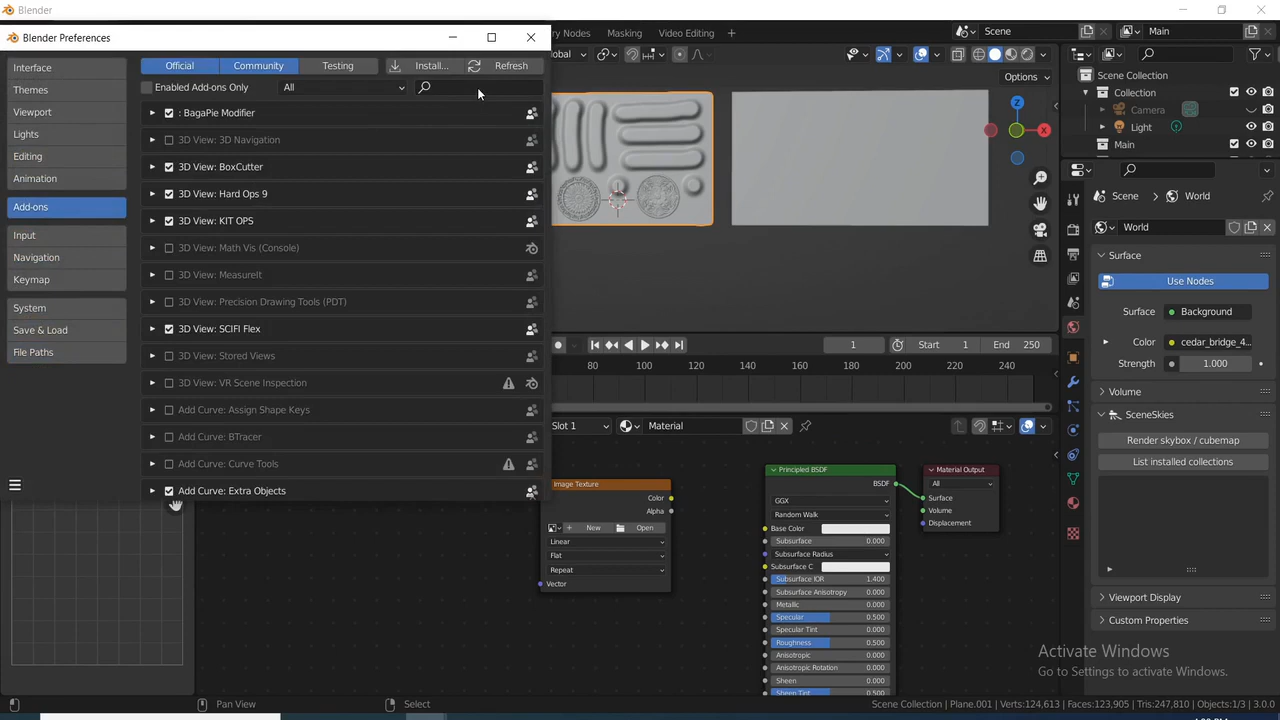 Blender
Blender Preferences
Interface
Themes
Viewport
Lights
Editing
Animation
Add-ons
Input
Navigation
Keymap
System
Save & Load
File Paths
Official
Community
Testing
Install...
Refresh
Enabled Add-ons Only
All
: BagaPie Modifier
3D View: 3D Navigation
3D View: BoxCutter
3D View: Hard Ops 9
3D View: KIT OPS
3D View: Math Vis (Console)
3D View: MeasureIt
3D View: Precision Drawing Tools (PDT)
3D View: SCIFI Flex
3D View: Stored Views
3D View: VR Scene Inspection
Add Curve: Assign Shape Keys
Add Curve: BTracer
Add Curve: Curve Tools
Add Curve: Extra Objects
Nodes
Masking
Video Editing
Scene
Main
Options
X
Z
Scene Collection
Collection
Camera
Light
Main
Scene
World
World
Surface
Use Nodes
Surface
Background
Color
cedar_bridge_4...
Strength
1.000
Volume
SceneSkies
Render skybox / cubemap
List installed collections
Viewport Display
Custom Properties
1
Start
1
End
250
80
100
120
140
160
180
200
220
240
Slot 1
Material
Image Texture
Color
Alpha
New
Open
Linear
Flat
Repeat
Vector
Principled BSDF
BSDF
GGX
Random Walk
Base Color
Subsurface 0.000
Subsurface Radius
Subsurface C
Subsurface IOR 1.400
Subsurface Anisotropy 0.000
Metallic 0.000
Specular 0.500
Specular Tint 0.000
Roughness 0.500
Anisotropic 0.000
Anisotropic Rotation 0.000
Sheen 0.000
Sheen Tint 0.500
Material Output
All
Surface
Volume
Displacement
Activate Windows
Go to Settings to activate Windows.
Pan View
Select
Scene Collection | Plane.001 | Verts:124,613 | Faces:123,905 | Tris:247,810 | Objects:1/3 | 3.0.0